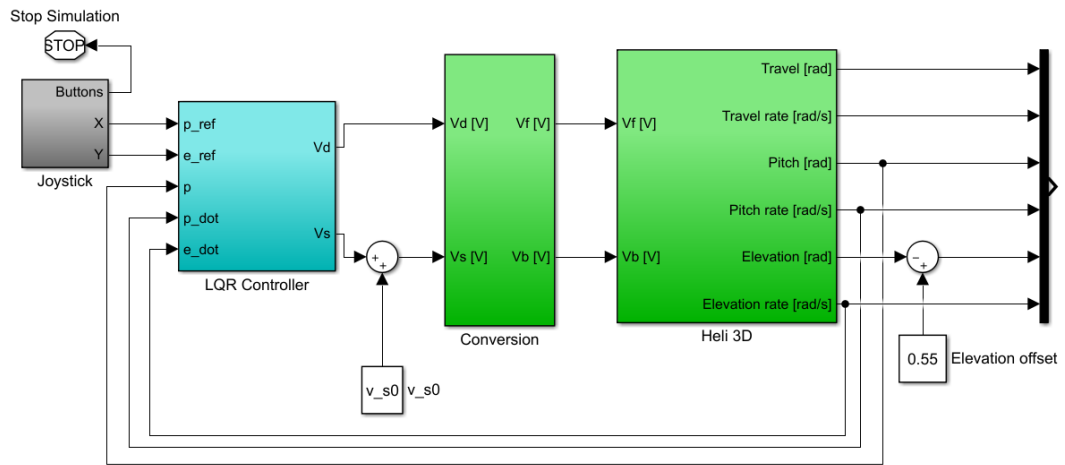 Stop Simulation
STOP
Buttons
X
Y
Joystick
p_ref
e_ref
p
p_dot
e_dot
Vd
Vs
LQR Controller
+
+
v_s0
v_s0
Vd [V]
Vs [V]
Vf [V]
Vb [V]
Conversion
Vf [V]
Vb [V]
Travel [rad]
Travel rate [rad/s]
Pitch [rad]
Pitch rate [rad/s]
Elevation [rad]
Elevation rate [rad/s]
Heli 3D
−
+
0.55
Elevation offset